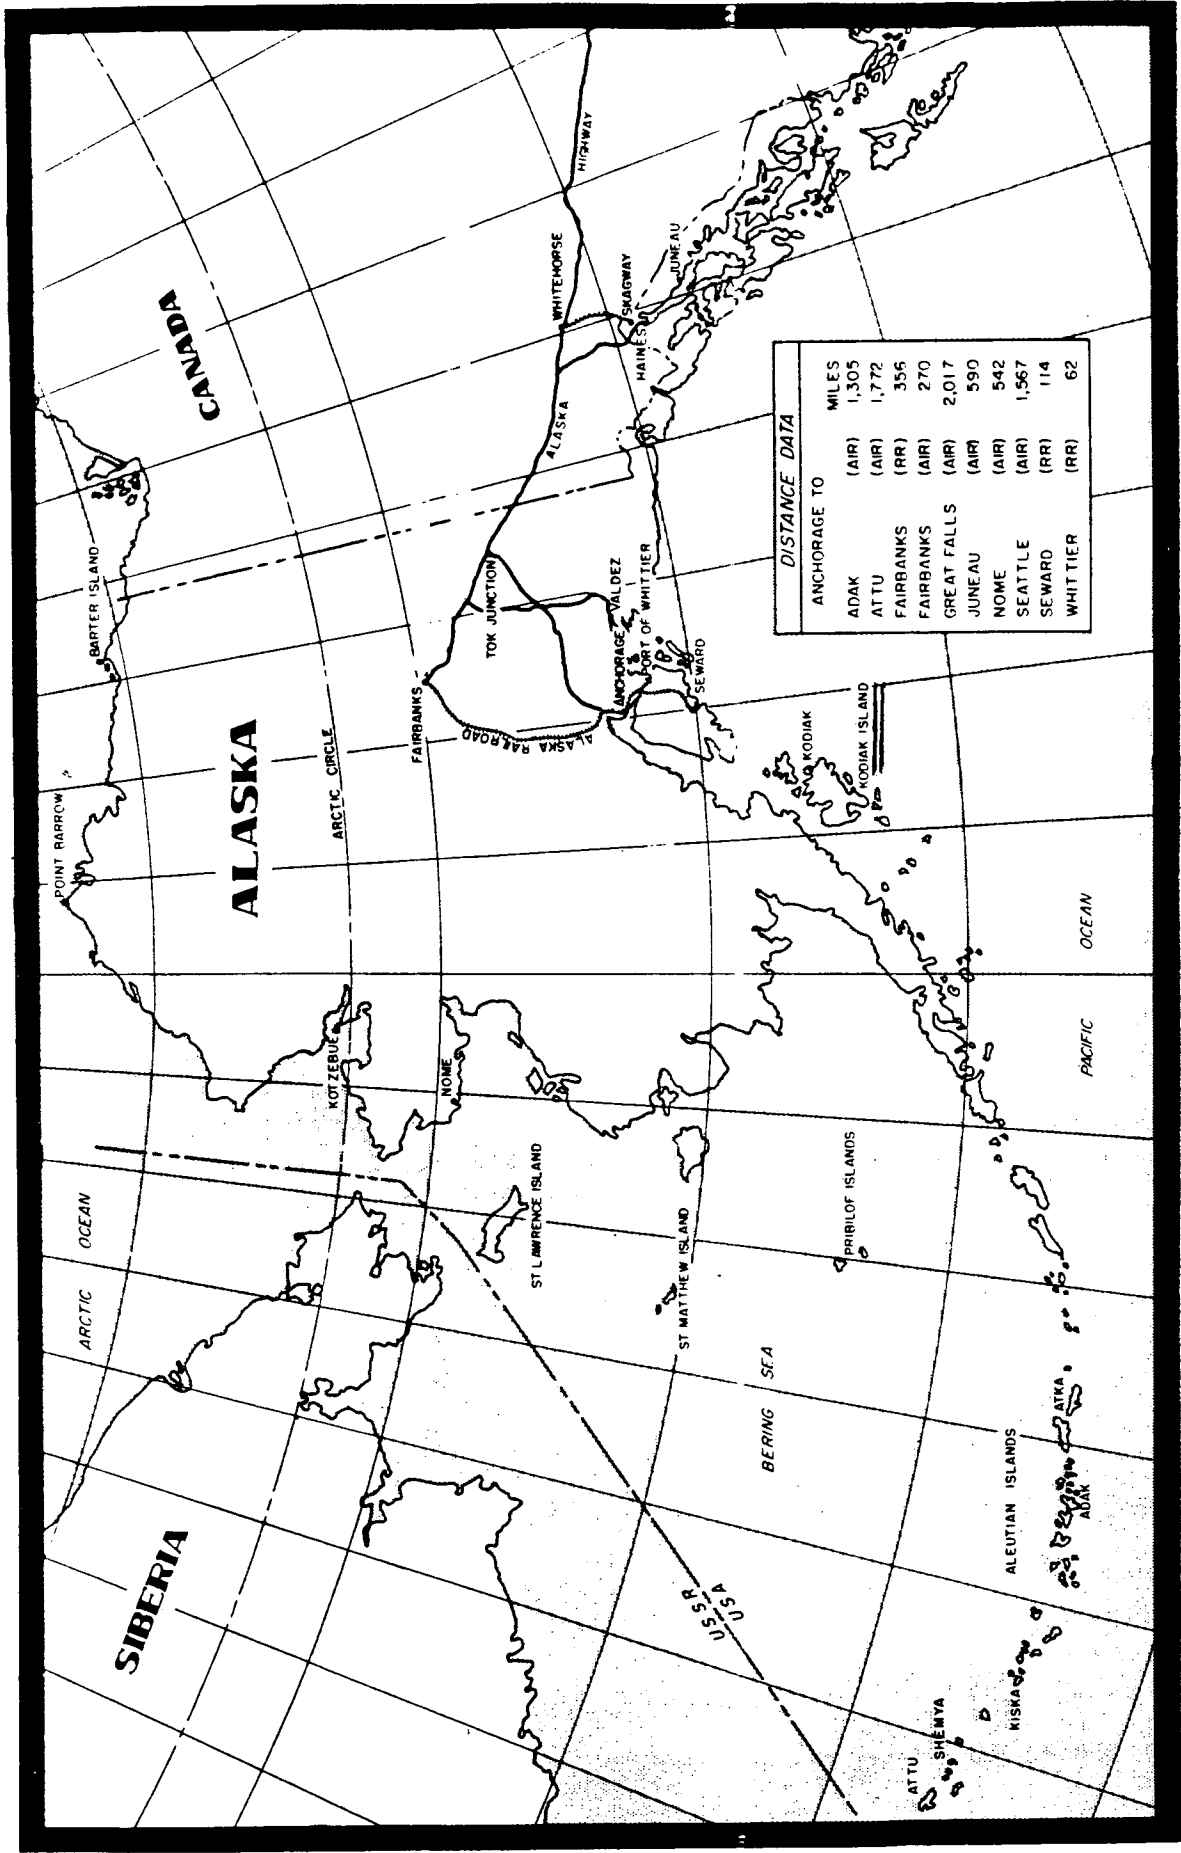 SIBERIA
ALASKA
CANADA
ARCTIC OCEAN
POINT BARROW
BARTER ISLAND
KOTZEBUE
ARCTIC CIRCLE
NOME
FAIRBANKS
ALASKA RAILROAD
TOK JUNCTION
ALASKA
WHITEHORSE
HIGHWAY
ST LAWRENCE ISLAND
ANCHORAGE
VALDEZ
PORT OF WHITTIER
SEWARD
HAINES
SKAGWAY
JUNEAU
ST MATTHEW ISLAND
USSR
USA
BERING SEA
PRIBILOF ISLANDS
KODIAK
KODIAK ISLAND
ATTU
SHEMYA
KISKA
ALEUTIAN ISLANDS
ADAK
ATKA
PACIFIC OCEAN
DISTANCE DATA
ANCHORAGE TO MILES
ADAK (AIR) 1,305
ATTU (AIR) 1,772
FAIRBANKS (RR) 356
FAIRBANKS (AIR) 270
GREAT FALLS (AIR) 2,017
JUNEAU (AIR) 590
NOME (AIR) 542
SEATTLE (AIR) 1,567
SEWARD (RR) 114
WHITTIER (RR) 62